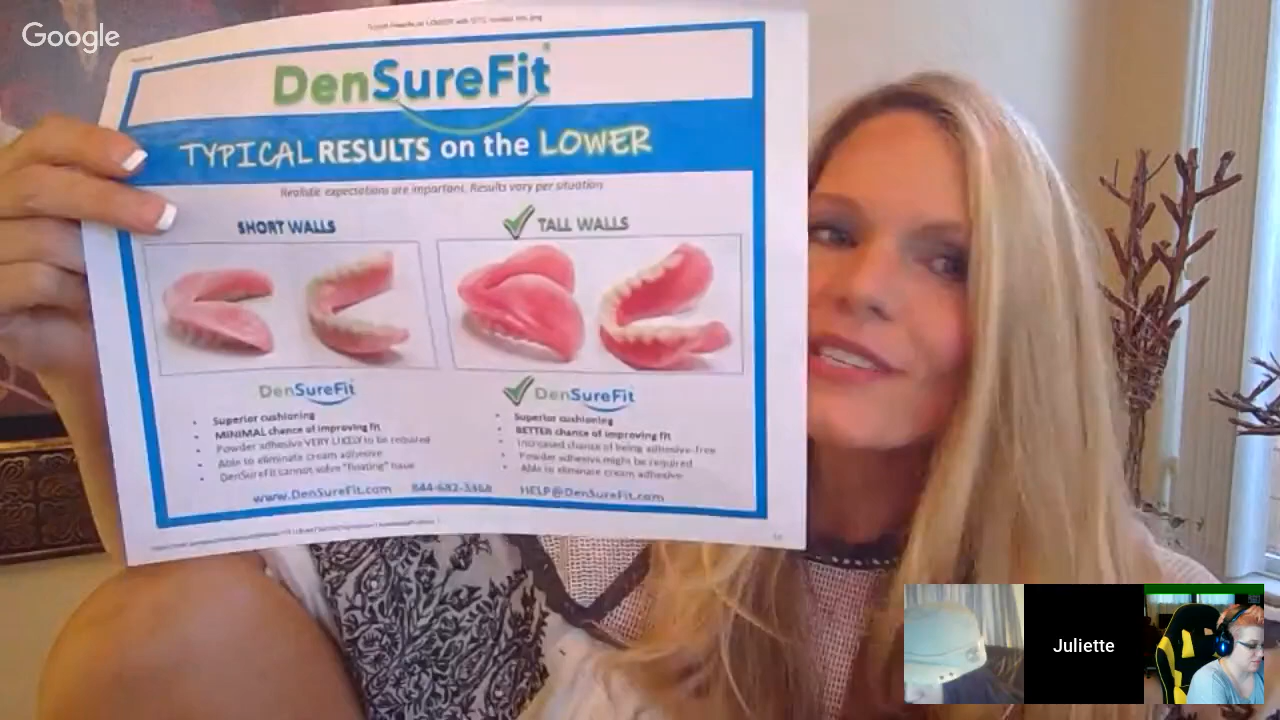 Google
DenSureFit®
TYPICAL RESULTS on the LOWER
Realistic expectations are important. Results vary per situation
SHORT WALLS
✓ TALL WALLS
DenSureFit
✓ DenSureFit
• Superior cushioning
• MINIMAL chance of improving fit
• Powder adhesive VERY LIKELY to be required
• Able to eliminate cream adhesive
• DenSureFit cannot solve "floating" issue
• Superior cushioning
• BETTER chance of improving fit
• Increased chance of being adhesive-free
• Powder adhesive might be required
• Able to eliminate cream adhesive
www.DenSureFit.com 844-682-3368 HELP@DenSureFit.com
Juliette